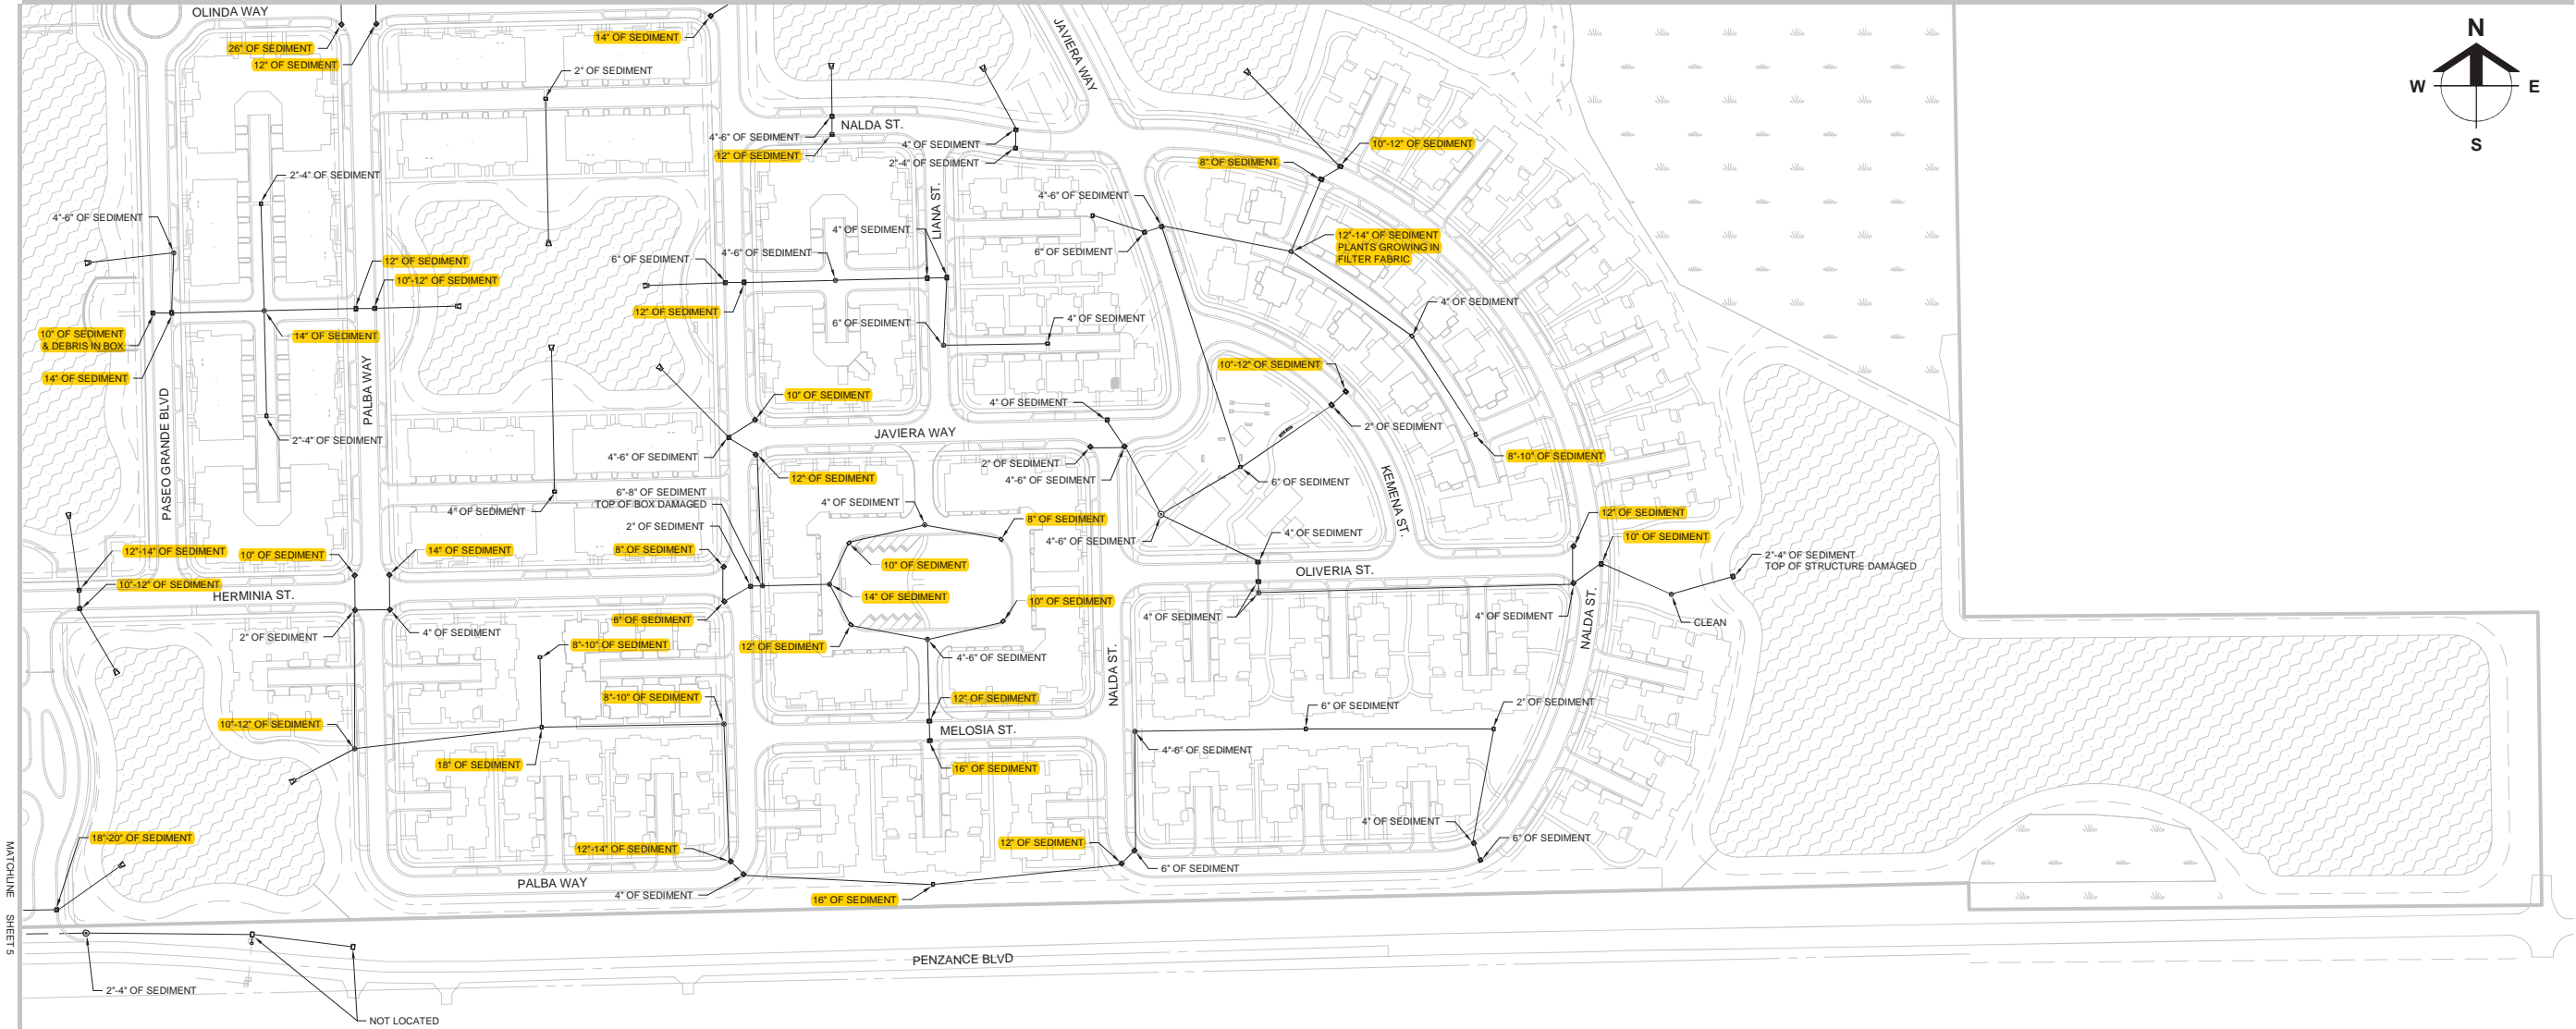 OLINDA WAY
26" OF SEDIMENT
12" OF SEDIMENT
14" OF SEDIMENT
2" OF SEDIMENT
JAVIERA WAY
N
W
E
S
4"-6" OF SEDIMENT
NALDA ST.
12" OF SEDIMENT
4" OF SEDIMENT
2"-4" OF SEDIMENT
10"-12" OF SEDIMENT
8" OF SEDIMENT
2"-4" OF SEDIMENT
4"-6" OF SEDIMENT
LIANA ST.
4"-6" OF SEDIMENT
4" OF SEDIMENT
4"-6" OF SEDIMENT
6" OF SEDIMENT
6" OF SEDIMENT
12"-14" OF SEDIMENT
PLANTS GROWING IN
FILTER FABRIC
12" OF SEDIMENT
10"-12" OF SEDIMENT
12" OF SEDIMENT
4" OF SEDIMENT
6" OF SEDIMENT
4" OF SEDIMENT
10" OF SEDIMENT
& DEBRIS IN BOX
14" OF SEDIMENT
14" OF SEDIMENT
PALBA WAY
PASEO GRANDE BLVD
10"-12" OF SEDIMENT
10" OF SEDIMENT
4" OF SEDIMENT
2" OF SEDIMENT
2"-4" OF SEDIMENT
JAVIERA WAY
4"-6" OF SEDIMENT
2" OF SEDIMENT
4"-6" OF SEDIMENT
8"-10" OF SEDIMENT
12" OF SEDIMENT
6" OF SEDIMENT
KEMENA ST.
6"-8" OF SEDIMENT
TOP OF BOX DAMAGED
4" OF SEDIMENT
4" OF SEDIMENT
2" OF SEDIMENT
8" OF SEDIMENT
12" OF SEDIMENT
4" OF SEDIMENT
4"-6" OF SEDIMENT
10" OF SEDIMENT
12"-14" OF SEDIMENT
10" OF SEDIMENT
14" OF SEDIMENT
8" OF SEDIMENT
10" OF SEDIMENT
2"-4" OF SEDIMENT
TOP OF STRUCTURE DAMAGED
OLIVERIA ST.
10"-12" OF SEDIMENT
HERMINIA ST.
14" OF SEDIMENT
10" OF SEDIMENT
8" OF SEDIMENT
4" OF SEDIMENT
4" OF SEDIMENT
CLEAN
NALDA ST.
2" OF SEDIMENT
4" OF SEDIMENT
8"-10" OF SEDIMENT
12" OF SEDIMENT
4"-6" OF SEDIMENT
NALDA ST.
8"-10" OF SEDIMENT
12" OF SEDIMENT
6" OF SEDIMENT
2" OF SEDIMENT
10"-12" OF SEDIMENT
MELOSIA ST.
4"-6" OF SEDIMENT
18" OF SEDIMENT
16" OF SEDIMENT
4" OF SEDIMENT
18"-20" OF SEDIMENT
12"-14" OF SEDIMENT
12" OF SEDIMENT
6" OF SEDIMENT
6" OF SEDIMENT
PALBA WAY
4" OF SEDIMENT
16" OF SEDIMENT
MATCHLINE SHEET 5
PENZANCE BLVD
2"-4" OF SEDIMENT
NOT LOCATED